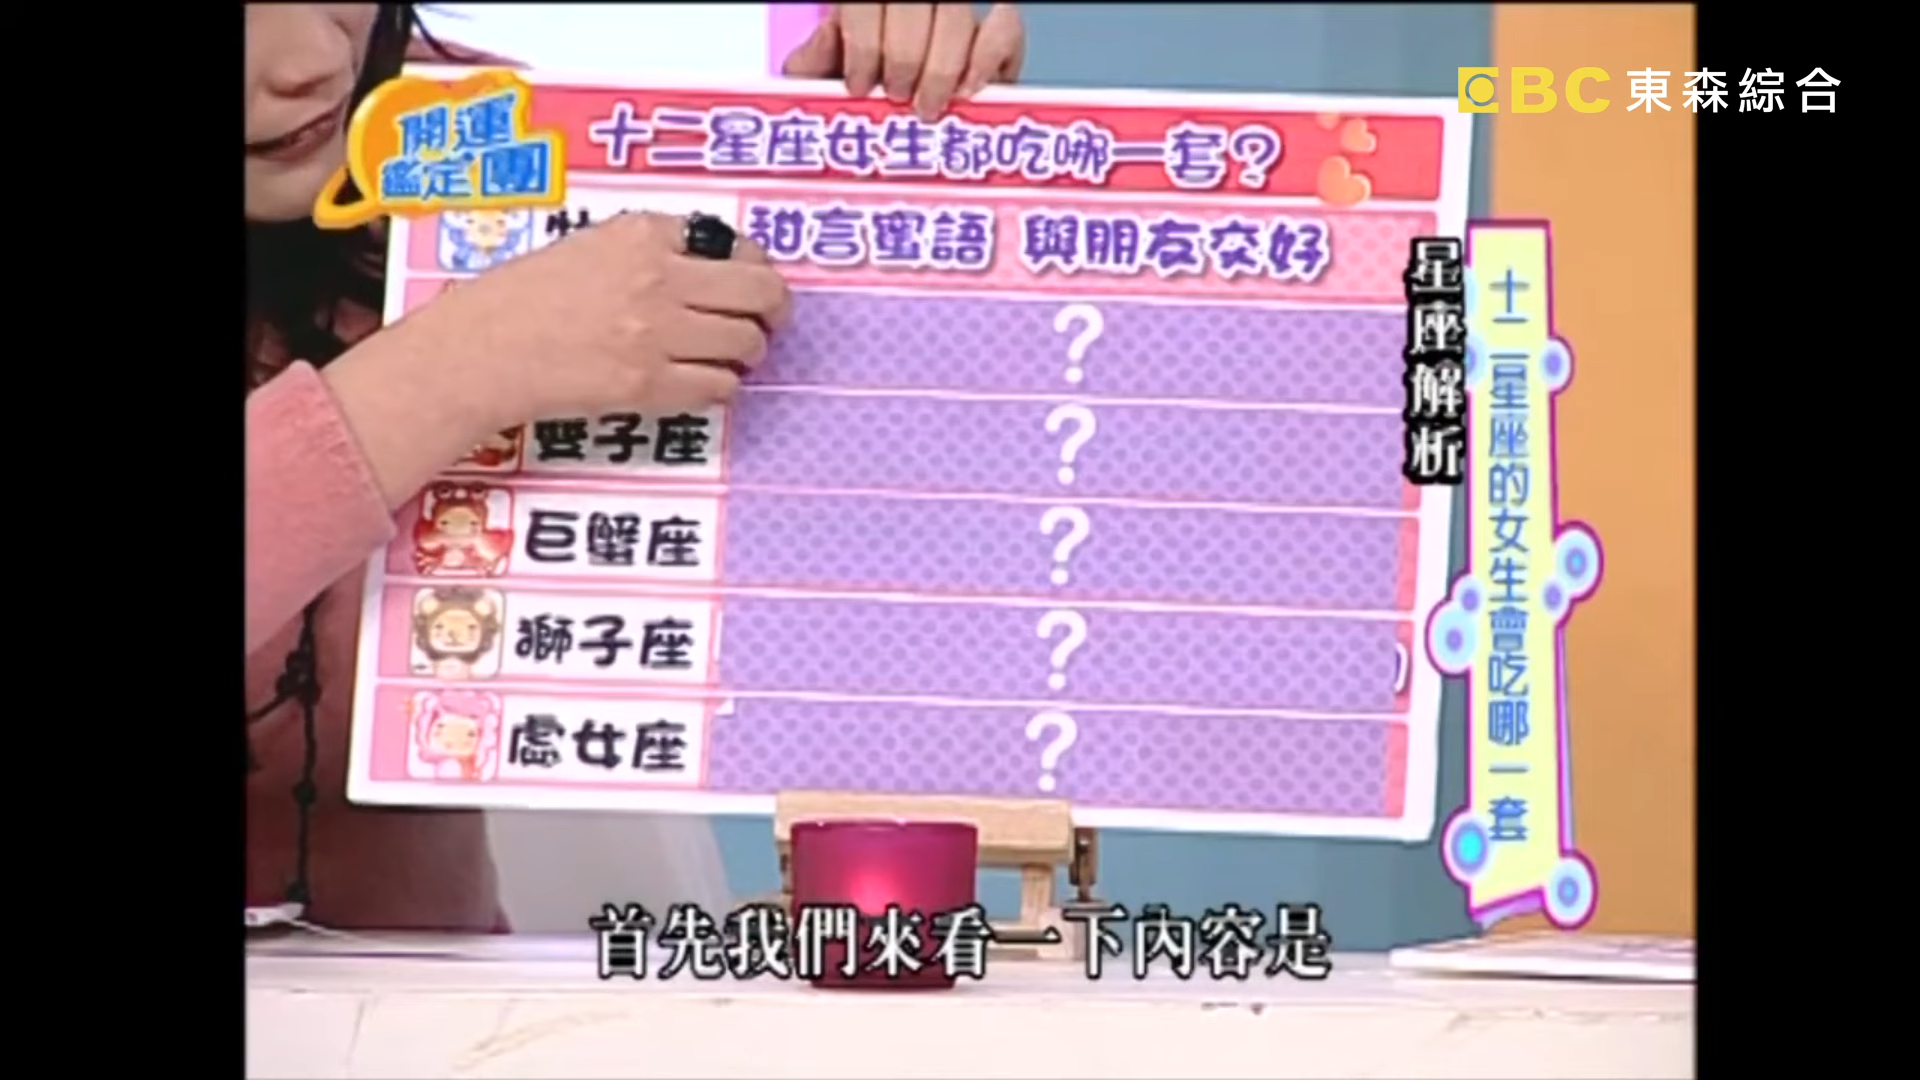 EBC 東森綜合
開運
鑑定團
十二星座女生都吃哪一套?
甜言蜜語 與朋友交好
?
雙子座 ?
巨蟹座 ?
獅子座 ?
處女座 ?
星座解析
十二星座的女生會吃哪一套
首先我們來看一下內容是